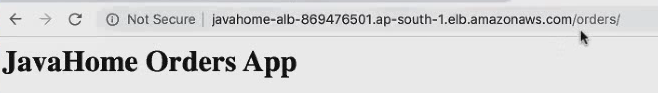 Not Secure | javahome-alb-869476501.ap-south-1.elb.amazonaws.com/orders/
JavaHome Orders App